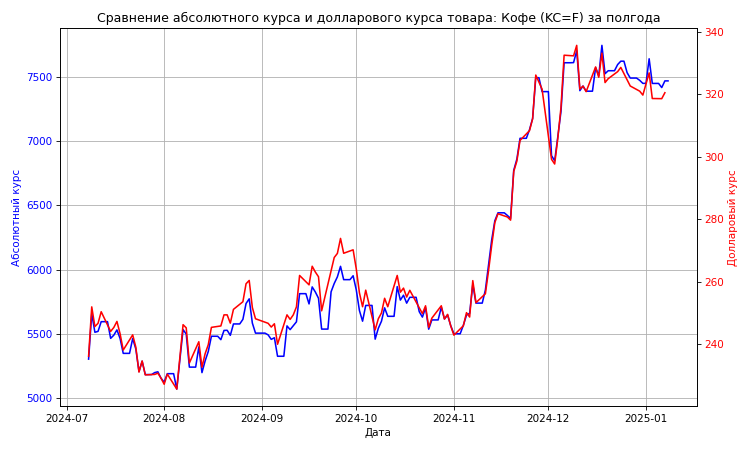 Сравнение абсолютного курса и долларового курса товара: Кофе (KC=F) за полгода
Абсолютный курс
7500
7000
6500
6000
5500
5000
340
320
300
280
260
240
Долларовый курс
2024-07 2024-08 2024-09 2024-10 2024-11 2024-12 2025-01
Дата